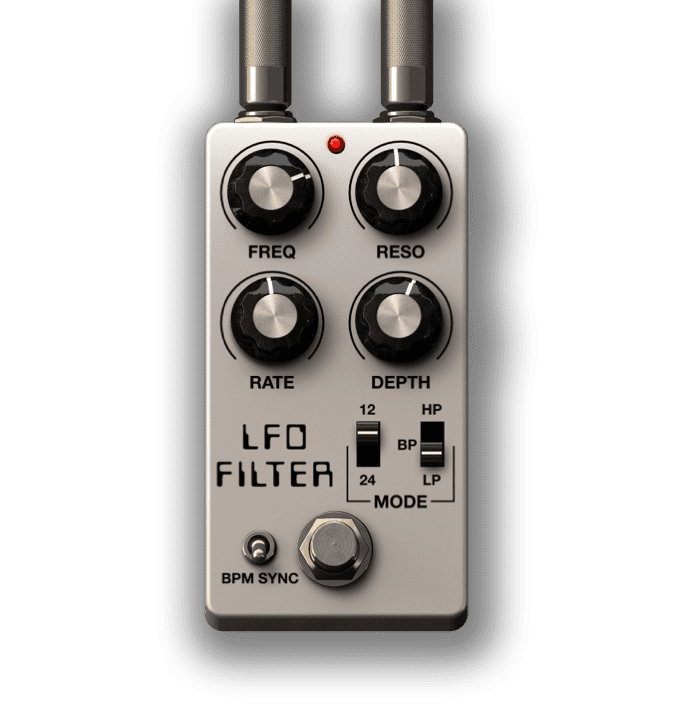 FREQ
RESO
RATE
DEPTH
12
HP
LFO
FILTER
BP
24
LP
MODE
BPM SYNC